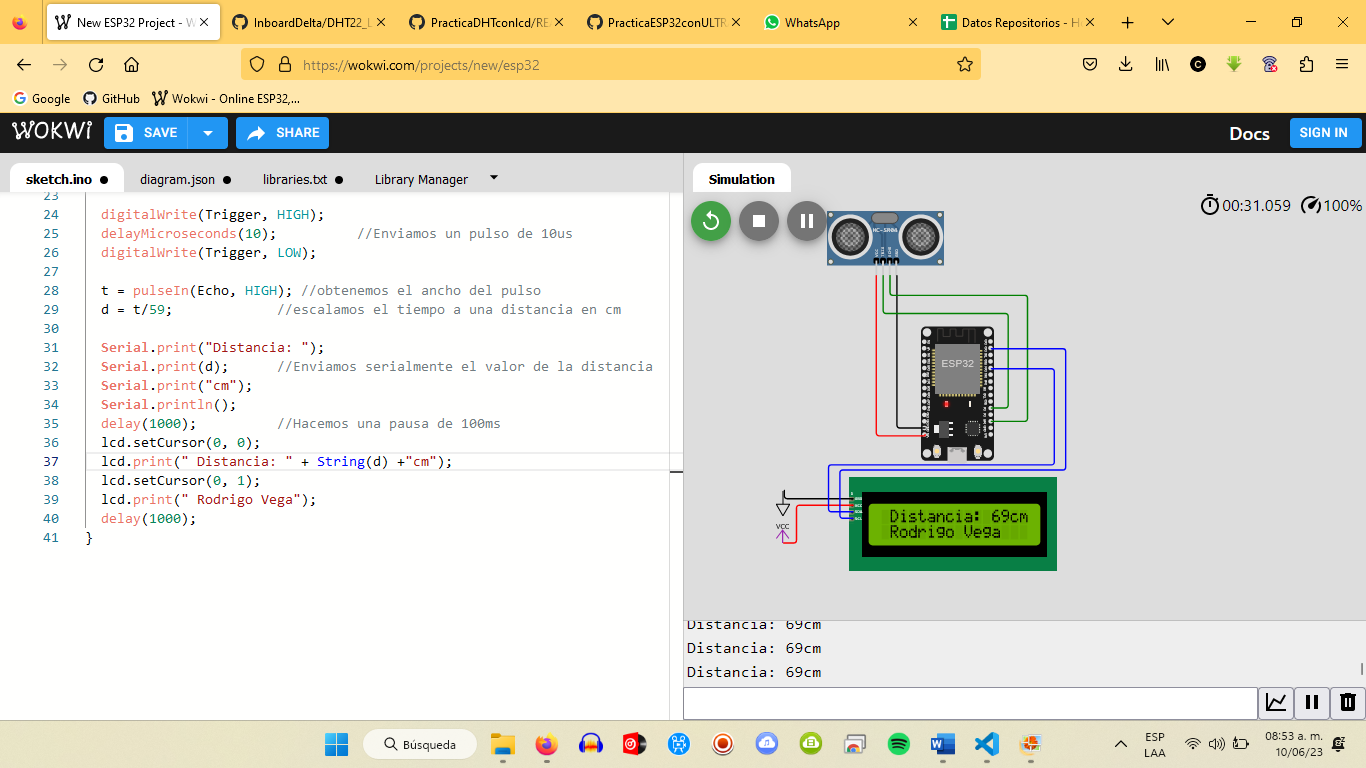 New ESP32 Project - W
InboardDelta/DHT22_L
PracticaDHTconlcd/RE
PracticaESP32conULTR
WhatsApp
Datos Repositorios - H
https://wokwi.com/projects/new/esp32
Google
GitHub
Wokwi - Online ESP32,...
WOKWI
SAVE
SHARE
Docs
SIGN IN
sketch.ino
diagram.json
libraries.txt
Library Manager
Simulation
00:31.059
100%
23
24 digitalWrite(Trigger, HIGH);
25 delayMicroseconds(10); //Enviamos un pulso de 10us
26 digitalWrite(Trigger, LOW);
27
28 t = pulseIn(Echo, HIGH); //obtenemos el ancho del pulso
29 d = t/59; //escalamos el tiempo a una distancia en cm
30
31 Serial.print("Distancia: ");
32 Serial.print(d); //Enviamos serialmente el valor de la distancia
33 Serial.print("cm");
34 Serial.println();
35 delay(1000); //Hacemos una pausa de 100ms
36 lcd.setCursor(0, 0);
37 lcd.print(" Distancia: " + String(d) +"cm");
38 lcd.setCursor(0, 1);
39 lcd.print(" Rodrigo Vega");
40 delay(1000);
41 }
HC-SR04
ESP32
VCC
Distancia: 69cm
Rodrigo Vega
Distancia: 69cm
Distancia: 69cm
Distancia: 69cm
Búsqueda
ESP
LAA
08:53 a. m.
10/06/23